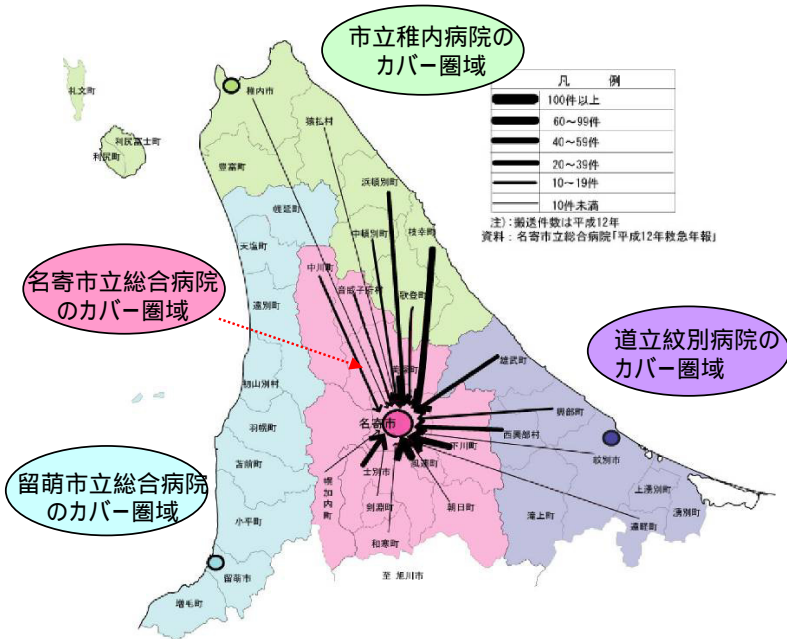 市立稚内病院の
カバー圏域
凡 例
100件以上
60～99件
40～59件
20～39件
10～19件
10件未満
注）：搬送件数は平成12年
資料：名寄市立総合病院「平成12年救急年報」
礼文町
利尻富士町
利尻町
稚内市
猿払村
豊富町
浜頓別町
幌延町
中頓別町
枝幸町
天塩町
中川町
音威子府村
歌登町
名寄市立総合病院
のカバー圏域
遠別町
道立紋別病院の
カバー圏域
雄武町
美深町
初山別村
名寄市
興部町
羽幌町
西興部村
下川町
風連町
紋別市
苫前町
士別市
上湧別町
留萌市立総合病院
のカバー圏域
幌加内町
剣淵町
朝日町
滝上町
湧別町
遠軽町
小平町
和寒町
留萌市
至 旭川市
増毛町